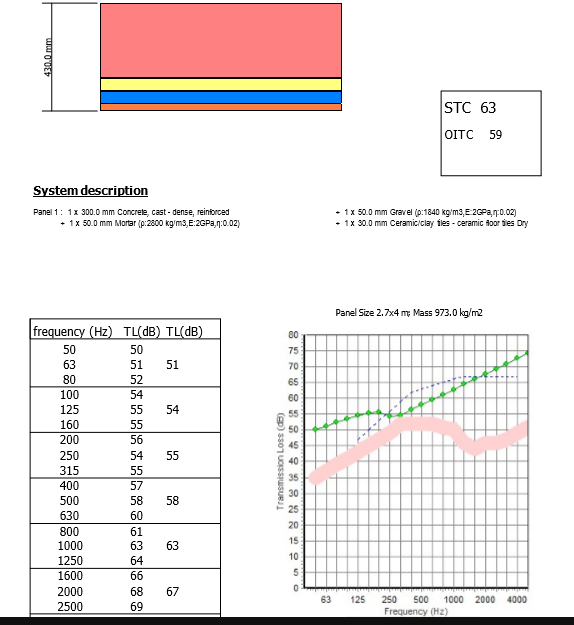 430.0 mm
STC 63
OITC 59
System description
Panel 1 : 1 x 300.0 mm Concrete, cast - dense, reinforced
+ 1 x 50.0 mm Mortar (ρ:2800 kg/m3,E:2GPa,η:0.02)
+ 1 x 50.0 mm Gravel (ρ:1840 kg/m3,E:2GPa,η:0.02)
+ 1 x 30.0 mm Ceramic/clay tiles - ceramic floor tiles Dry
frequency (Hz) TL(dB) TL(dB)
50 50
63 51 51
80 52
100 54
125 55 54
160 55
200 56
250 54 55
315 55
400 57
500 58 58
630 60
800 61
1000 63 63
1250 64
1600 66
2000 68 67
2500 69
Panel Size 2.7x4 m; Mass 973.0 kg/m2
Transmission Loss (dB)
80
75
70
65
60
55
50
45
40
35
30
25
20
15
10
5
0
63 125 250 500 1000 2000 4000
Frequency (Hz)